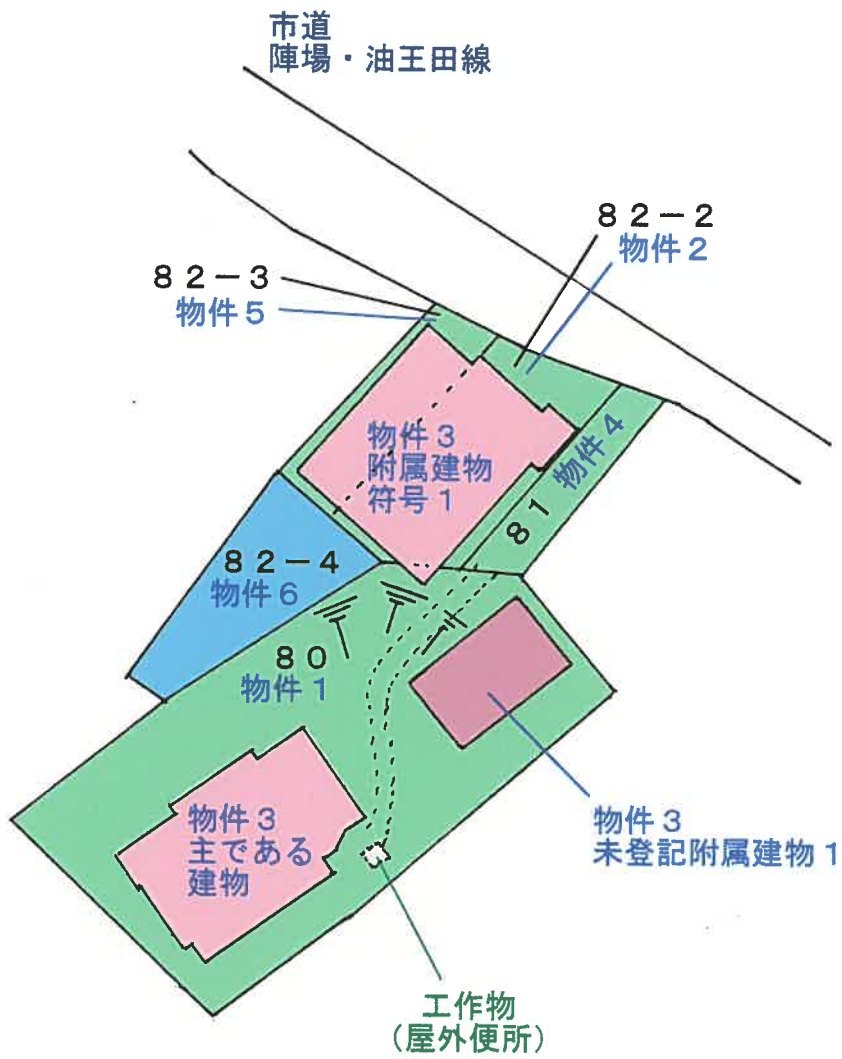 市道
陣場・油王田線
８２－２
物件２
８２－３
物件５
物件３
附属建物
符号１
８１ 物件４
８２－４
物件６
８０
物件１
物件３
主である
建物
物件３
未登記附属建物１
工作物
（屋外便所）